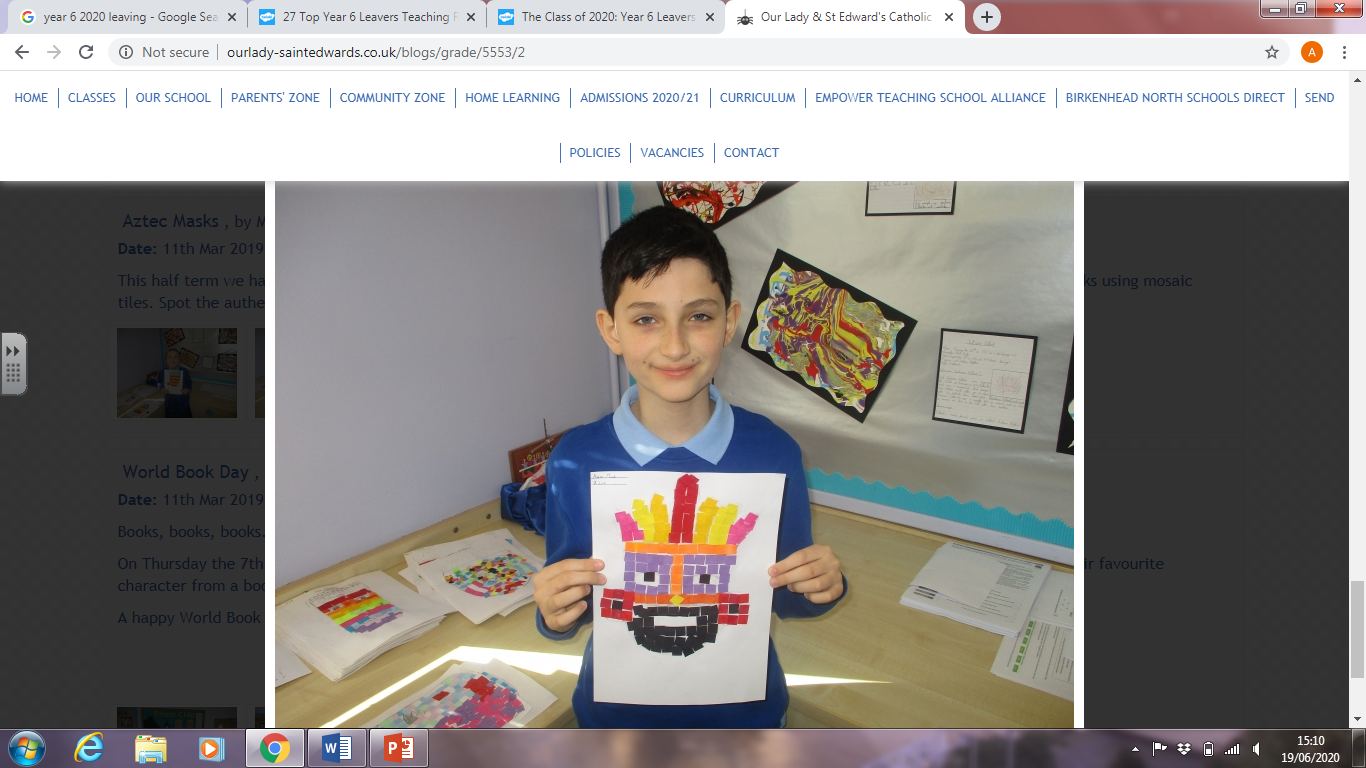 year 6 2020 leaving - Google Sea
27 Top Year 6 Leavers Teaching R
The Class of 2020: Year 6 Leavers
Our Lady & St Edward's Catholic
Not secure
ourlady-saintedwards.co.uk/blogs/grade/5553/2
A
HOME
CLASSES
OUR SCHOOL
PARENTS' ZONE
COMMUNITY ZONE
HOME LEARNING
ADMISSIONS 2020/21
CURRICULUM
EMPOWER TEACHING SCHOOL ALLIANCE
BIRKENHEAD NORTH SCHOOLS DIRECT
SEND
POLICIES
VACANCIES
CONTACT
Aztec Masks , by M
Date: 11th Mar 2019
This half term we ha
ks using mosaic
tiles. Spot the authe
World Book Day ,
Date: 11th Mar 2019
Books, books, books.
On Thursday the 7th
ir favourite
character from a boo
A happy World Book
15:10
19/06/2020